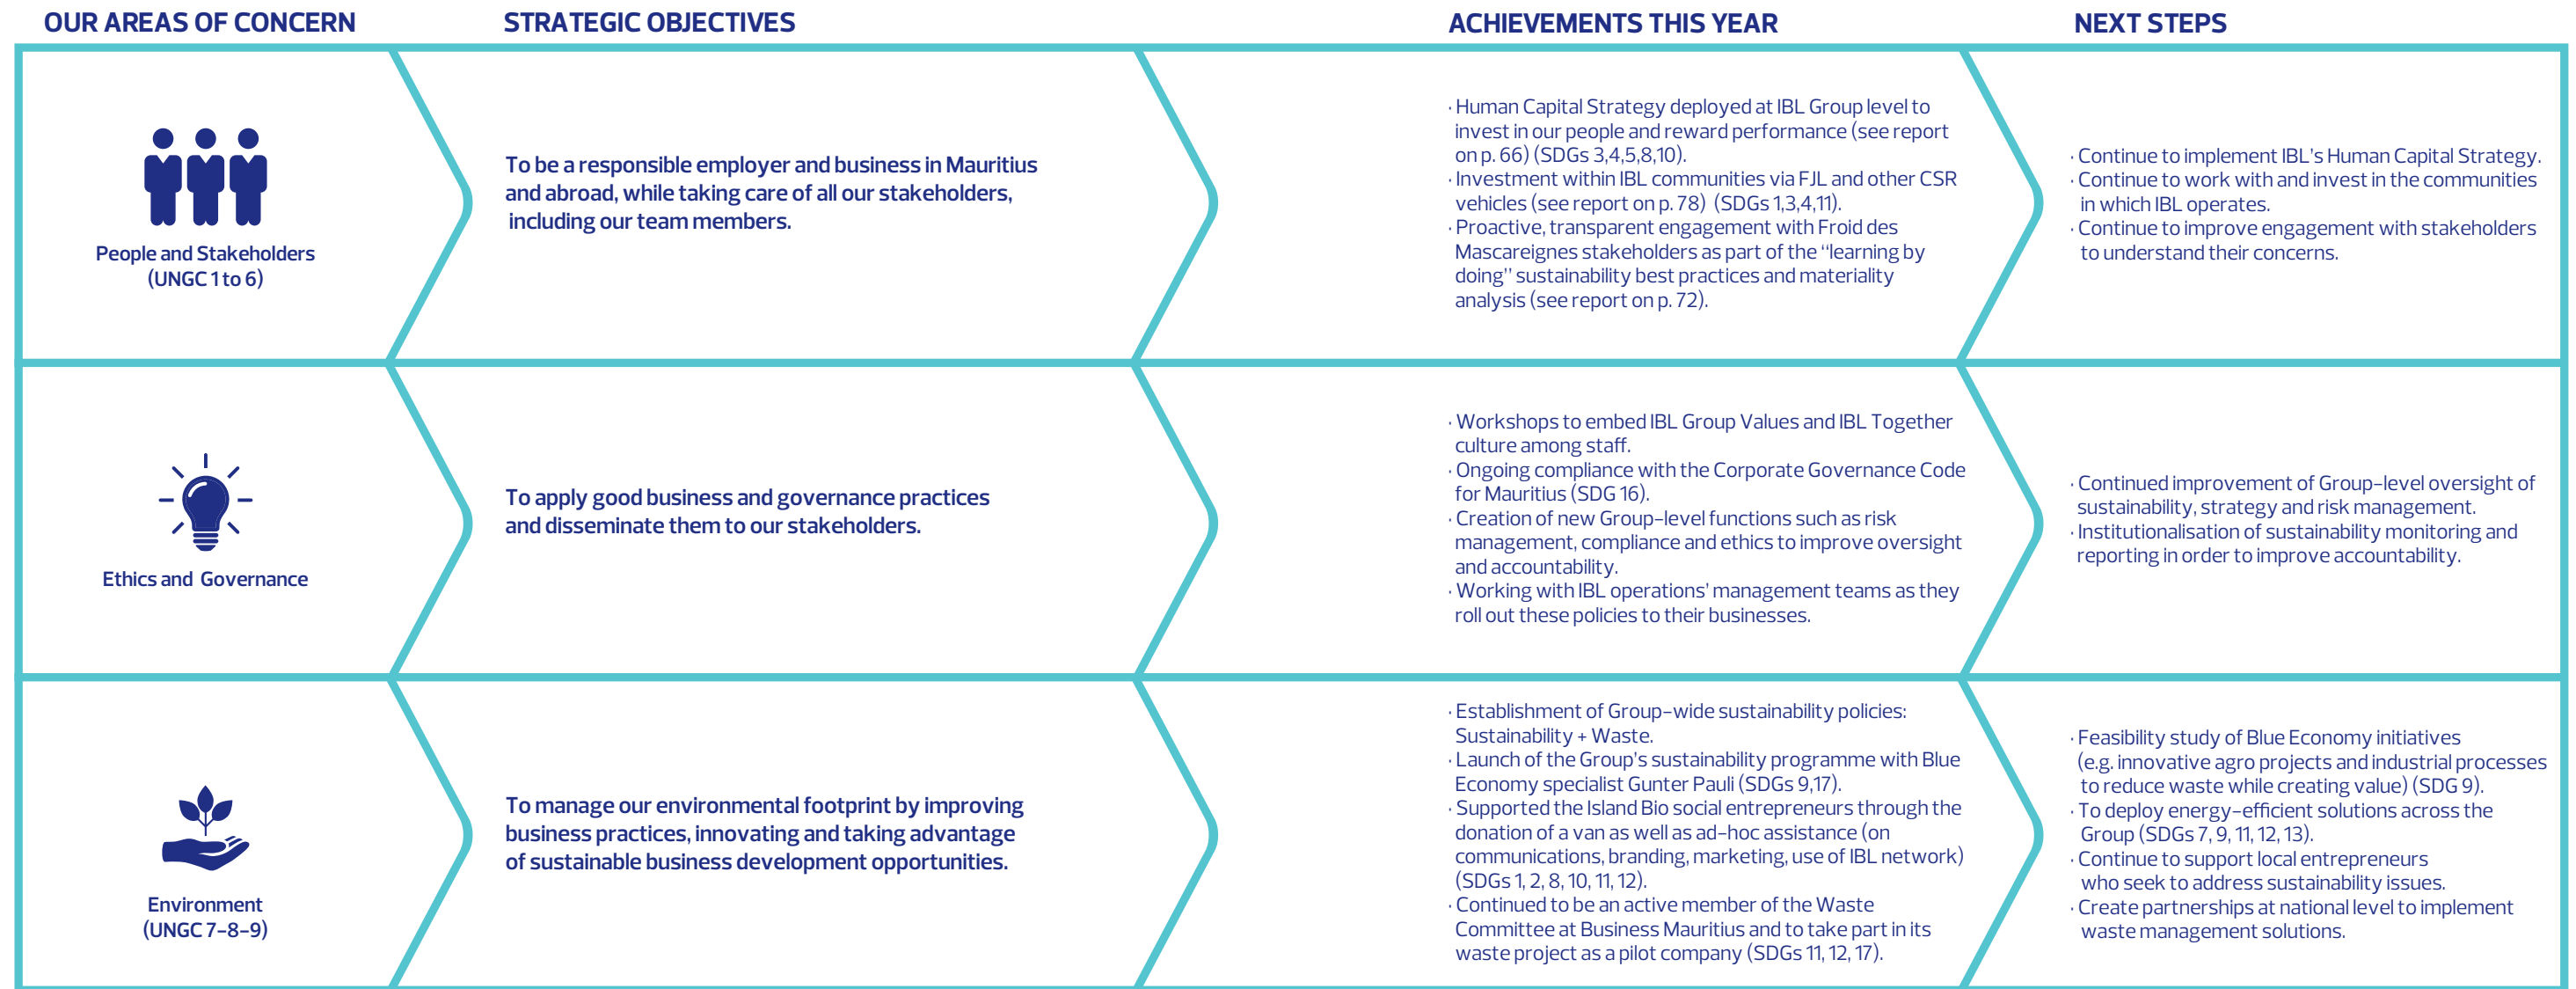 OUR AREAS OF CONCERN
STRATEGIC OBJECTIVES
ACHIEVEMENTS THIS YEAR
NEXT STEPS
People and Stakeholders
(UNGC 1 to 6)
To be a responsible employer and business in Mauritius
and abroad, while taking care of all our stakeholders,
including our team members.
· Human Capital Strategy deployed at IBL Group level to
invest in our people and reward performance (see report
on p. 66) (SDGs 3,4,5,8,10).
· Investment within IBL communities via FJL and other CSR
vehicles (see report on p. 78) (SDGs 1,3,4,11).
· Proactive, transparent engagement with Froid des
Mascareignes stakeholders as part of the “learning by
doing” sustainability best practices and materiality
analysis (see report on p. 72).
· Continue to implement IBL’s Human Capital Strategy.
· Continue to work with and invest in the communities
in which IBL operates.
· Continue to improve engagement with stakeholders
to understand their concerns.
Ethics and Governance
To apply good business and governance practices
and disseminate them to our stakeholders.
· Workshops to embed IBL Group Values and IBL Together
culture among staff.
· Ongoing compliance with the Corporate Governance Code
for Mauritius (SDG 16).
· Creation of new Group-level functions such as risk
management, compliance and ethics to improve oversight
and accountability.
· Working with IBL operations’ management teams as they
roll out these policies to their businesses.
· Continued improvement of Group-level oversight of
sustainability, strategy and risk management.
· Institutionalisation of sustainability monitoring and
reporting in order to improve accountability.
Environment
(UNGC 7-8-9)
To manage our environmental footprint by improving
business practices, innovating and taking advantage
of sustainable business development opportunities.
· Establishment of Group-wide sustainability policies:
Sustainability + Waste.
· Launch of the Group’s sustainability programme with Blue
Economy specialist Gunter Pauli (SDGs 9,17).
· Supported the Island Bio social entrepreneurs through the
donation of a van as well as ad-hoc assistance (on
communications, branding, marketing, use of IBL network)
(SDGs 1, 2, 8, 10, 11, 12).
· Continued to be an active member of the Waste
Committee at Business Mauritius and to take part in its
waste project as a pilot company (SDGs 11, 12, 17).
· Feasibility study of Blue Economy initiatives
(e.g. innovative agro projects and industrial processes
to reduce waste while creating value) (SDG 9).
· To deploy energy-efficient solutions across the
Group (SDGs 7, 9, 11, 12, 13).
· Continue to support local entrepreneurs
who seek to address sustainability issues.
· Create partnerships at national level to implement
waste management solutions.